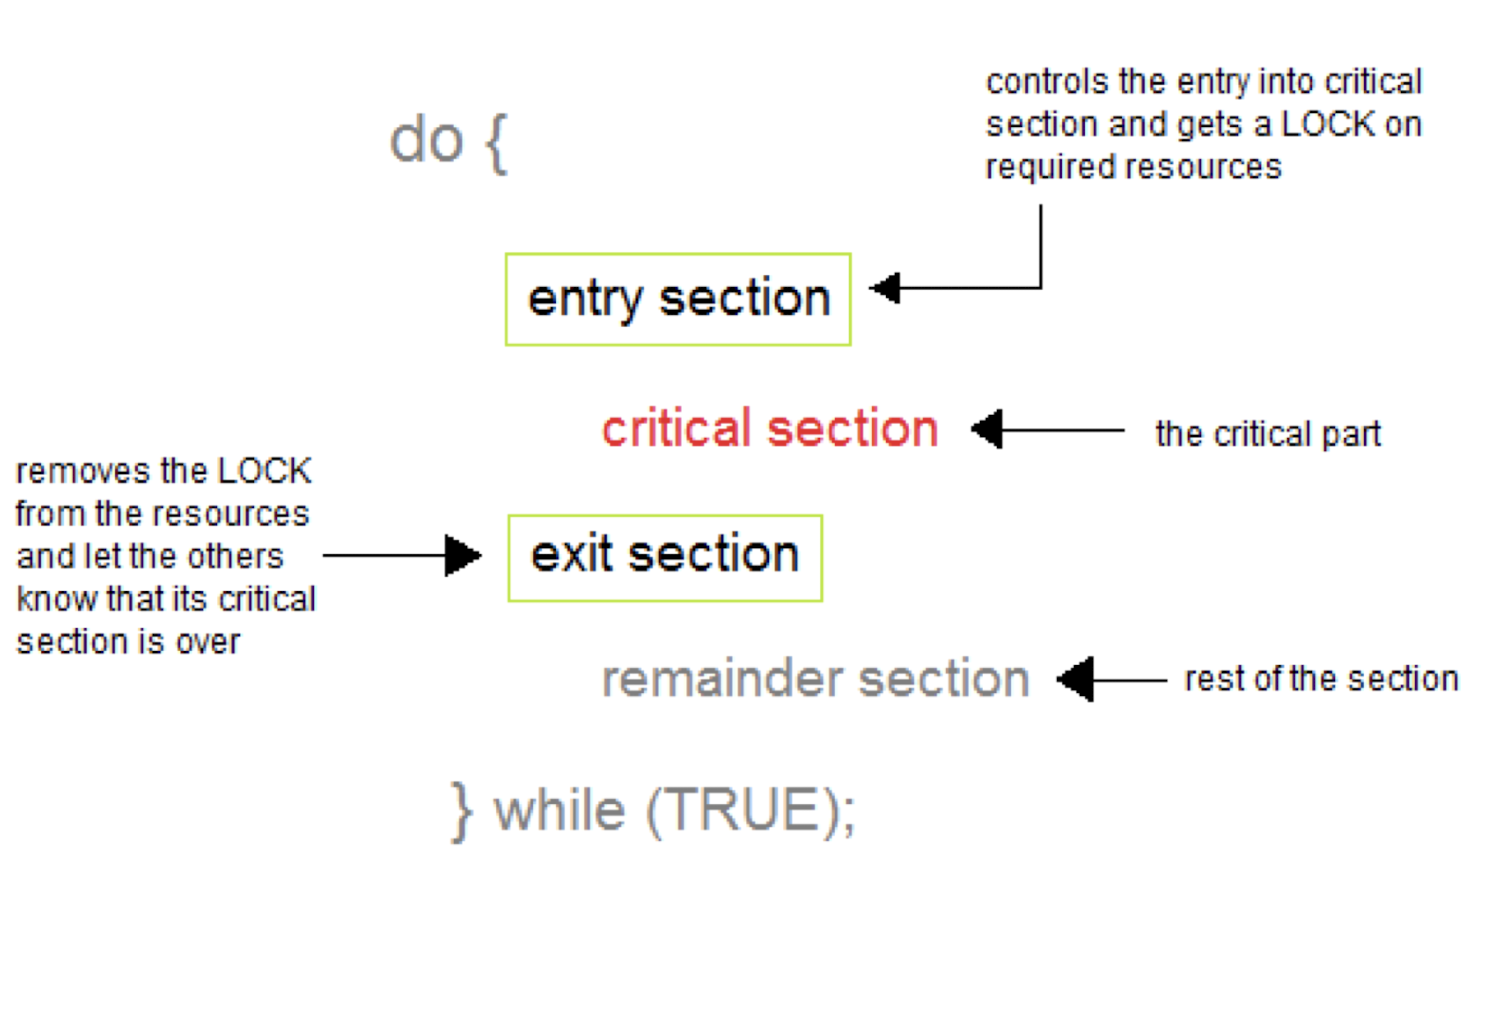 do {
controls the entry into critical
section and gets a LOCK on
required resources
entry section
critical section
the critical part
removes the LOCK
from the resources
and let the others
know that its critical
section is over
exit section
remainder section
rest of the section
} while (TRUE);